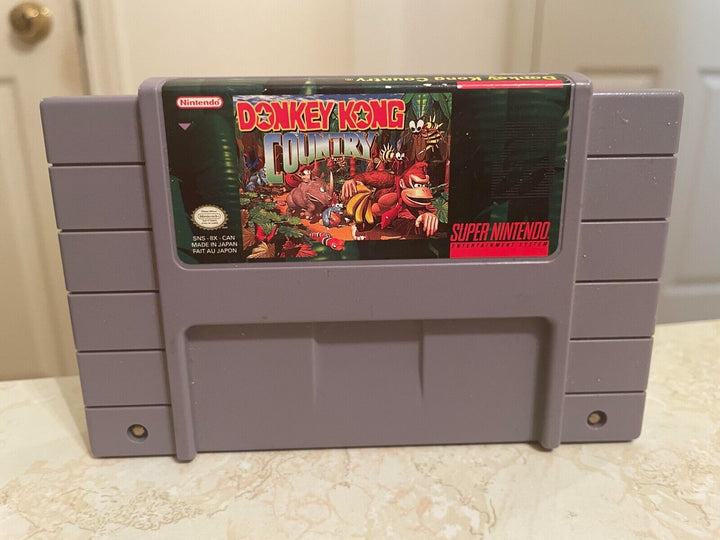 Donkey Kong Country®
Nintendo®
DONKEY KONG
COUNTRY
SNS - 8X - CAN
MADE IN JAPAN
FAIT AU JAPON
SUPER NINTENDO
ENTERTAINMENT SYSTEM